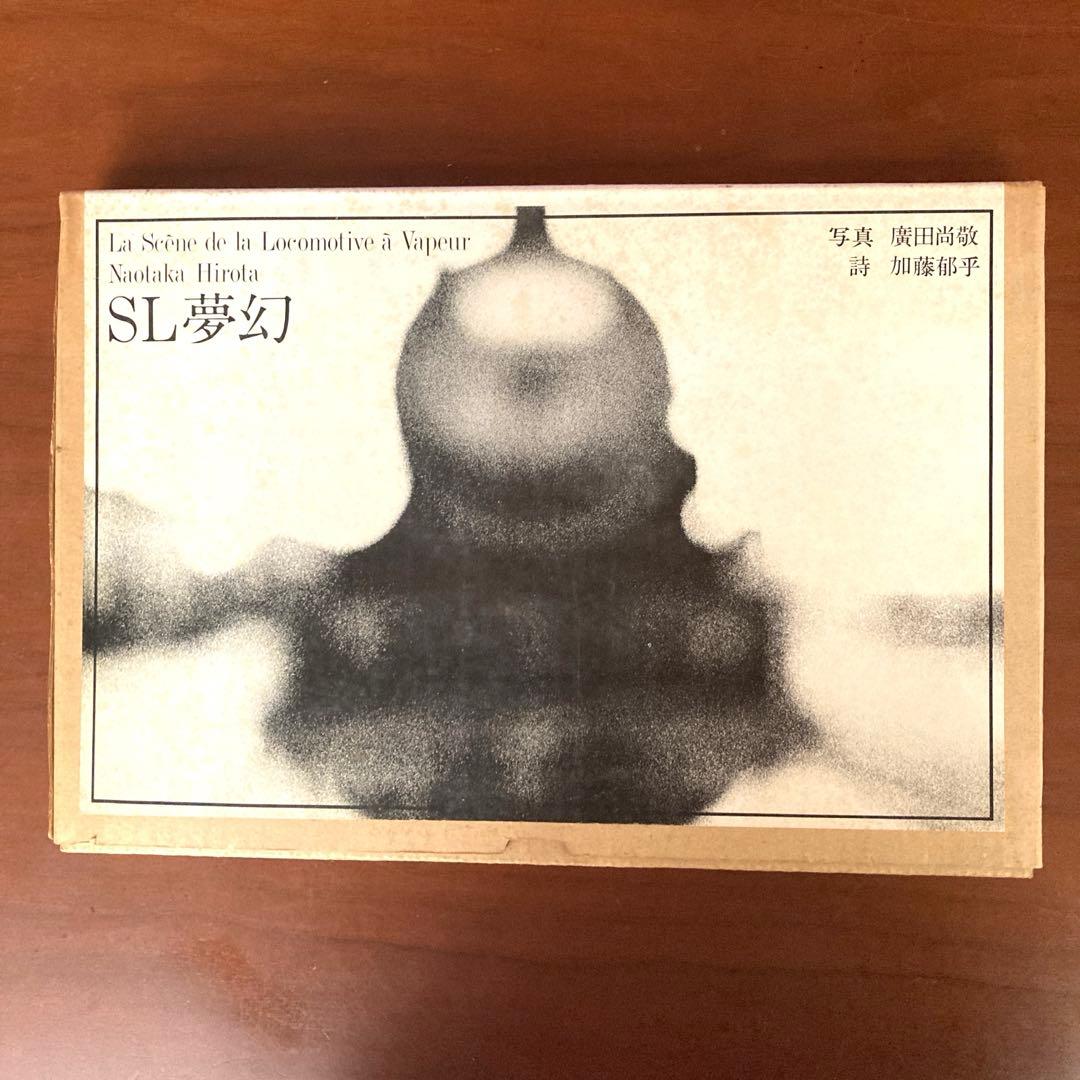 La Scēne de la Locomotive ā Vapeur
Naotaka Hirota
SL夢幻
写真 廣田尚敬
詩 加藤郁乎